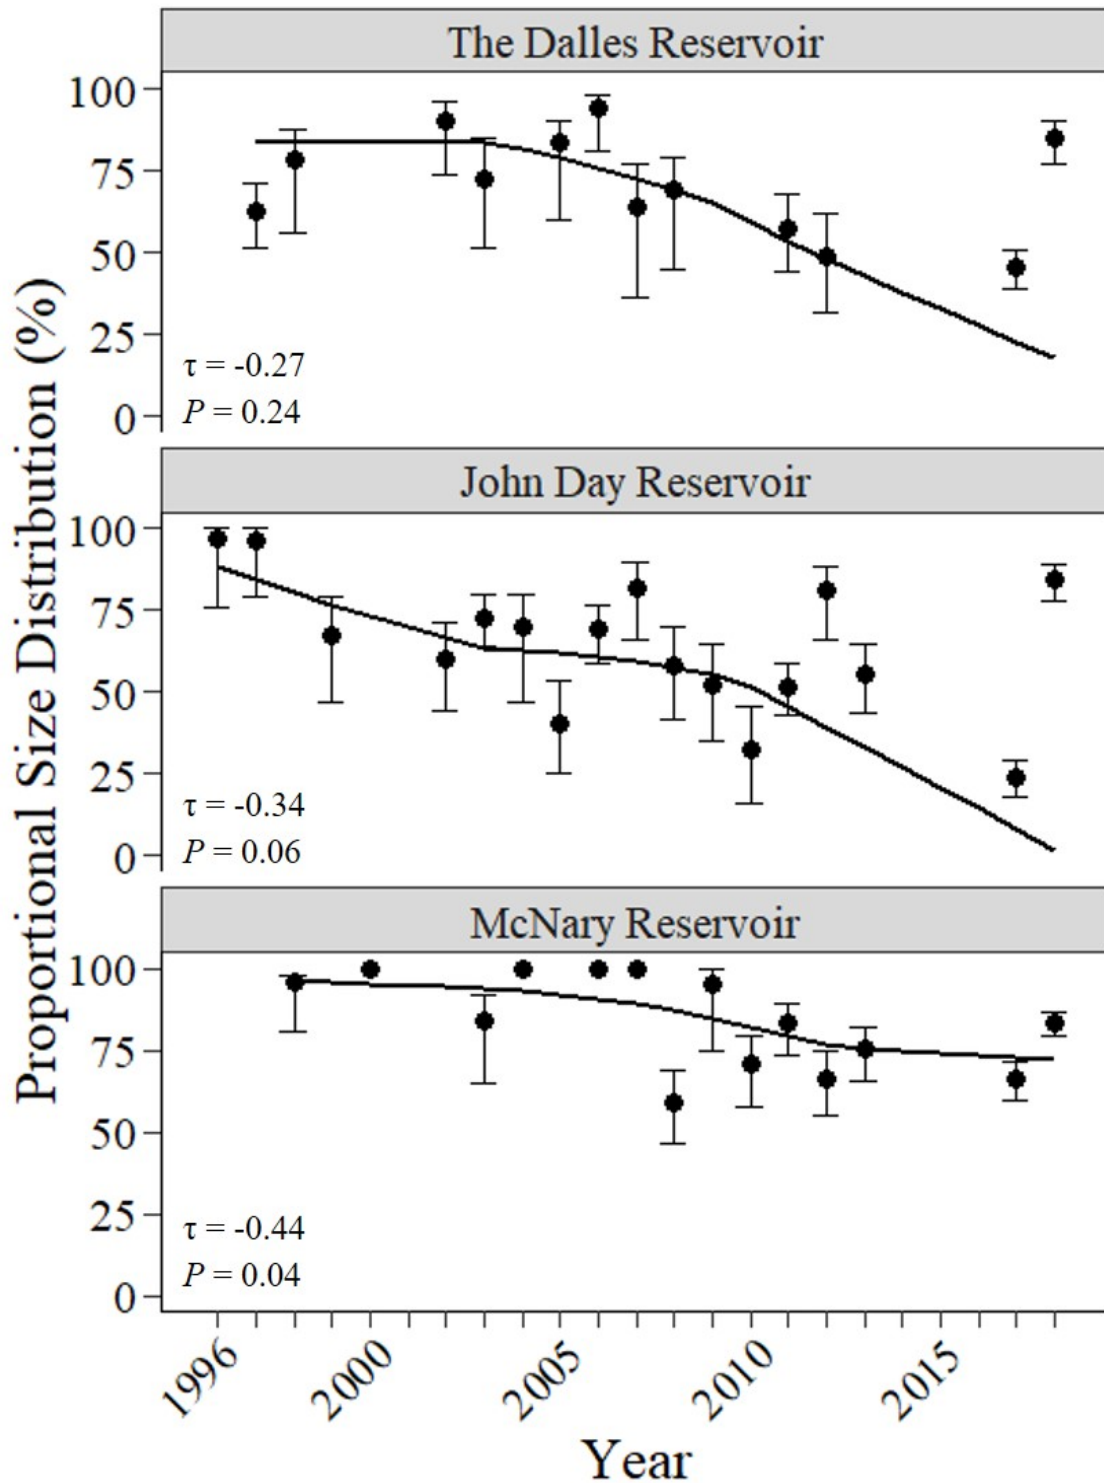 The Dalles Reservoir
100
75
50
25
0
τ = -0.27
P = 0.24
John Day Reservoir
100
75
50
25
0
τ = -0.34
P = 0.06
McNary Reservoir
100
75
50
25
0
τ = -0.44
P = 0.04
Proportional Size Distribution (%)
1996
2000
2005
2010
2015
Year